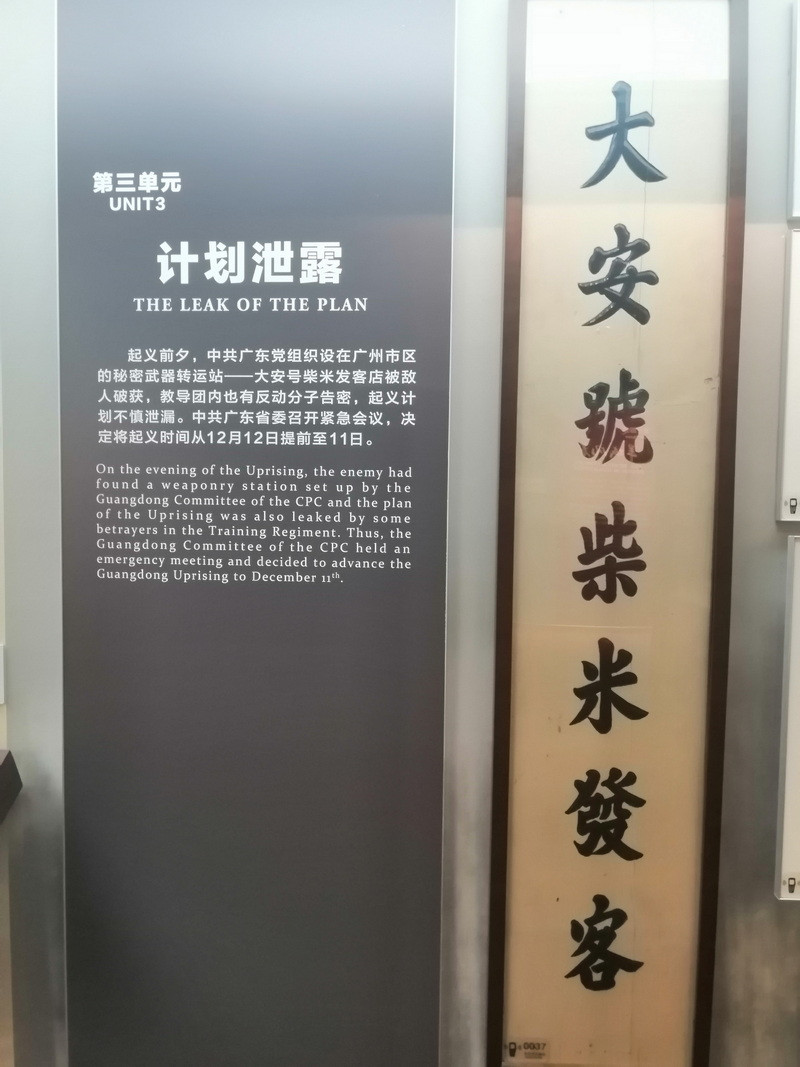 第三单元
UNIT3
计划泄露
THE LEAK OF THE PLAN
起义前夕，中共广东党组织设在广州市区
的秘密武器转运站——大安号柴米发客店被敌
人破获，教导团内也有反动分子告密，起义计
划不慎泄漏。中共广东省委召开紧急会议，决
定将起义时间从12月12日提前至11日。
On the evening of the Uprising, the enemy had
found a weaponry station set up by the
Guangdong Committee of the CPC and the plan
of the Uprising was also leaked by some
betrayers in the Training Regiment. Thus, the
Guangdong Committee of the CPC held an
emergency meeting and decided to advance the
Guangdong Uprising to December 11th.
大安號柴米發客
0037